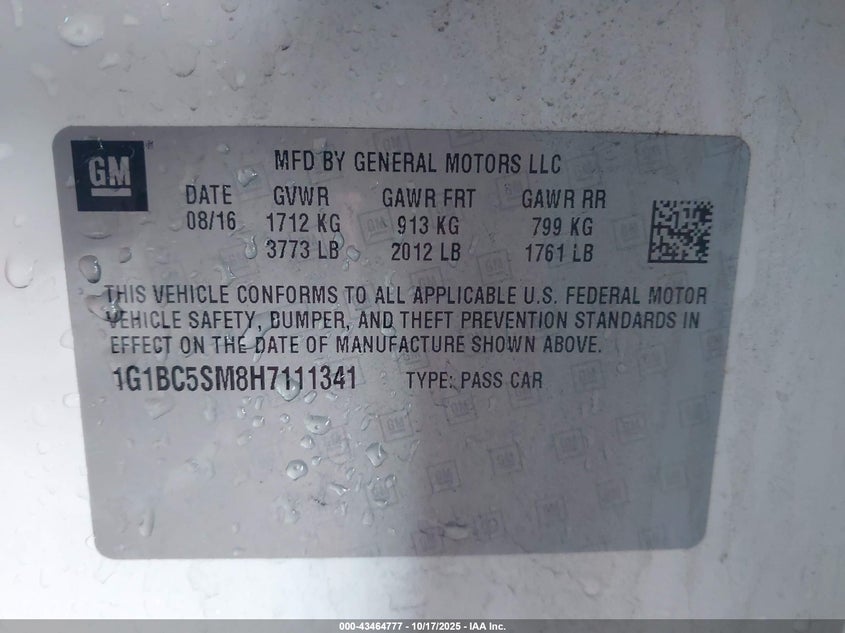 GM
MFD BY GENERAL MOTORS LLC
DATE GVWR GAWR FRT GAWR RR
08/16 1712 KG 913 KG 799 KG
3773 LB 2012 LB 1761 LB
THIS VEHICLE CONFORMS TO ALL APPLICABLE U.S. FEDERAL MOTOR
VEHICLE SAFETY, BUMPER, AND THEFT PREVENTION STANDARDS IN
EFFECT ON THE DATE OF MANUFACTURE SHOWN ABOVE.
1G1BC5SM8H7111341 TYPE: PASS CAR
000-43464777 - 10/17/2025 - IAA Inc.